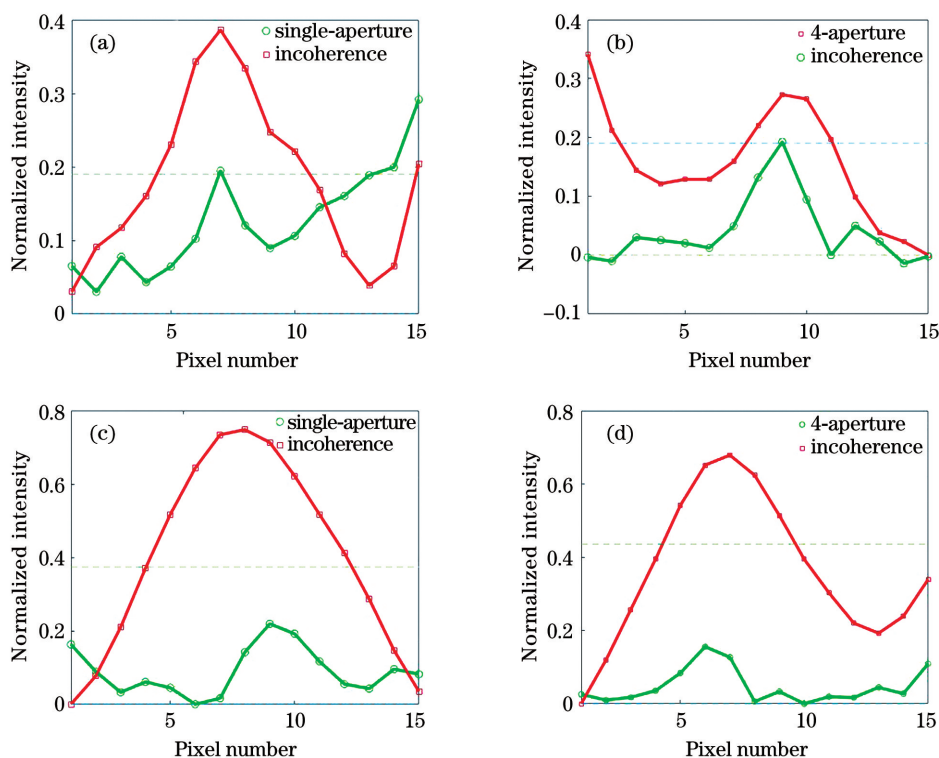 (a)
single-aperture
incoherence
Normalized intensity
0.4
0.3
0.2
0.1
0
5
10
15
Pixel number
(b)
4-aperture
incoherence
Normalized intensity
0.4
0.3
0.2
0.1
0
−0.1
5
10
15
Pixel number
(c)
single-aperture
incoherence
Normalized intensity
0.8
0.6
0.4
0.2
0
5
10
15
Pixel number
(d)
4-aperture
incoherence
Normalized intensity
0.8
0.6
0.4
0.2
0
5
10
15
Pixel number